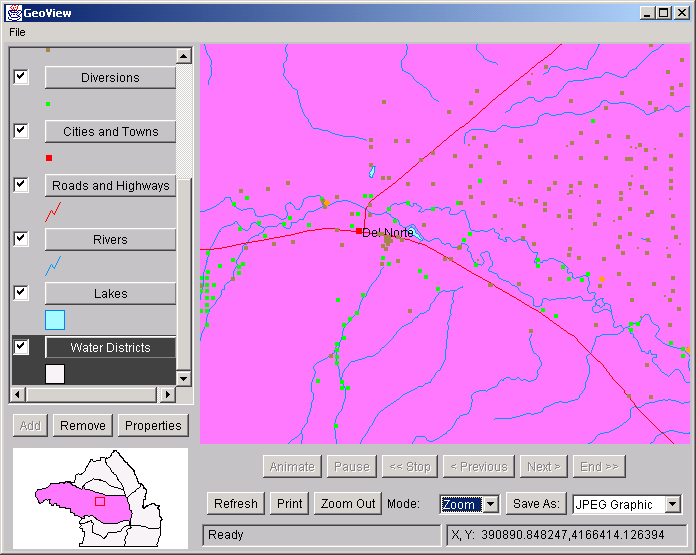 GeoView
File
Diversions
Cities and Towns
Roads and Highways
Rivers
Lakes
Water Districts
Add Remove Properties
Del Norte
Animate Pause << Stop < Previous Next > End >>
Refresh Print Zoom Out Mode: Zoom Save As: JPEG Graphic
Ready X, Y: 390890.848247,4166414.126394